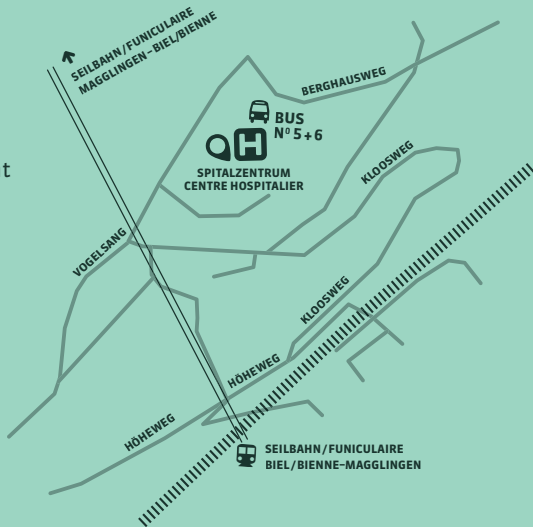 SEILBAHN/FUNICULAIRE
MAGGLINGEN–BIEL/BIENNE
BERGHAUSWEG
BUS
Nº 5+6
H
SPITALZENTRUM
CENTRE HOSPITALIER
KLOOSWEG
VOGELSANG
KLOOSWEG
HÖHEWEG
HÖHEWEG
SEILBAHN/FUNICULAIRE
BIEL/BIENNE–MAGGLINGEN